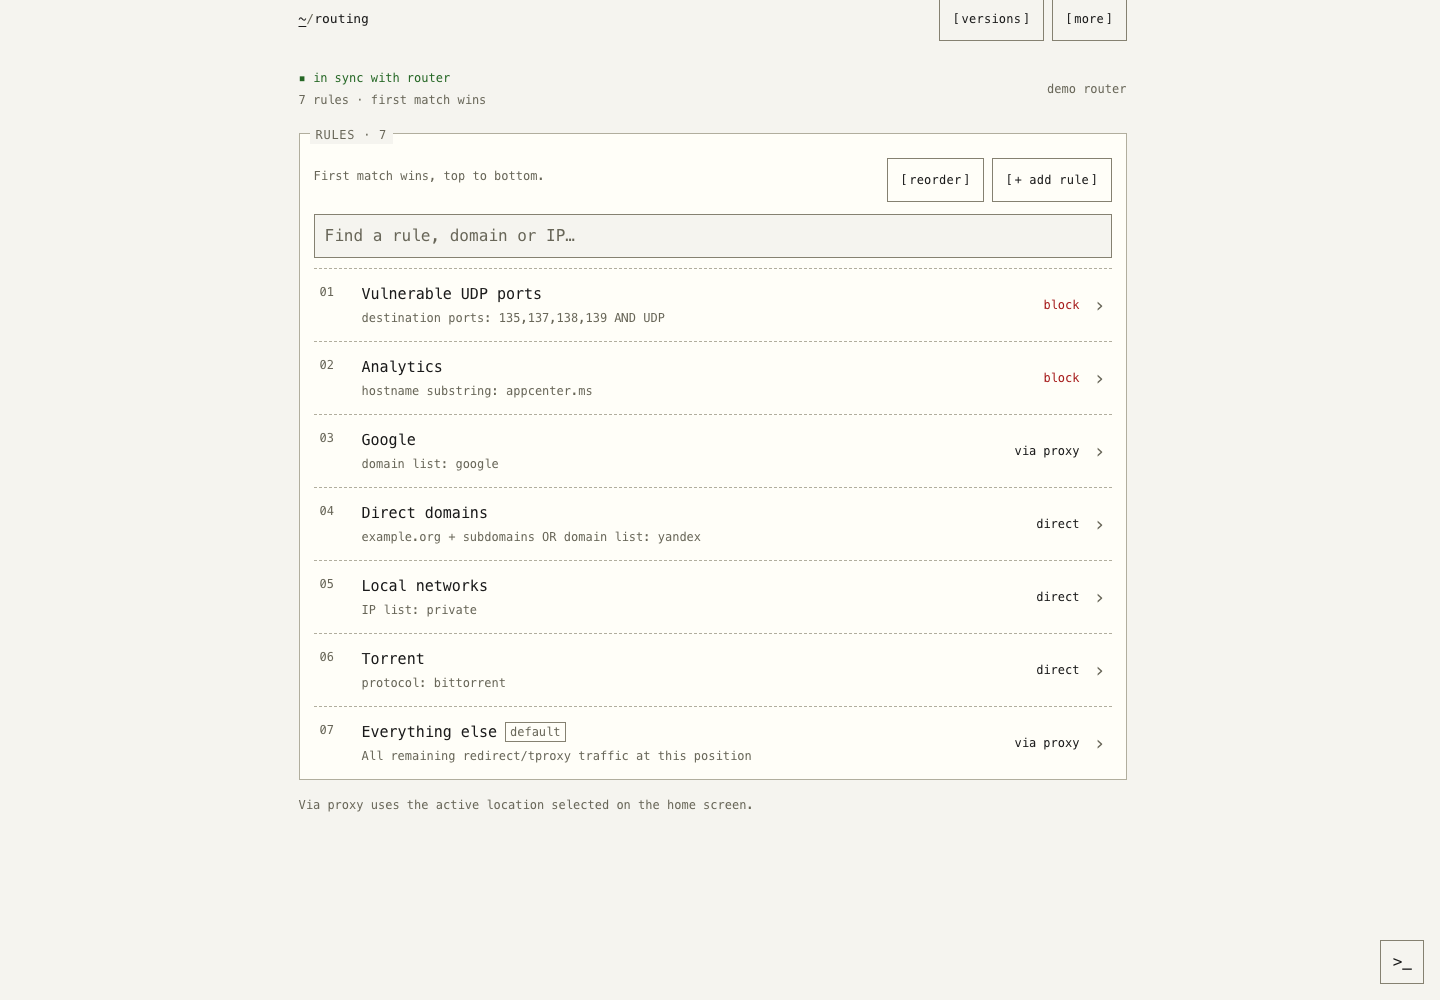 ~/routing
[versions] [more]
▪ in sync with router
7 rules · first match wins
demo router
RULES · 7
First match wins, top to bottom.
[reorder] [+ add rule]
Find a rule, domain or IP…
01 Vulnerable UDP ports
destination ports: 135,137,138,139 AND UDP
block ›
02 Analytics
hostname substring: appcenter.ms
block ›
03 Google
domain list: google
via proxy ›
04 Direct domains
example.org + subdomains OR domain list: yandex
direct ›
05 Local networks
IP list: private
direct ›
06 Torrent
protocol: bittorrent
direct ›
07 Everything else default
All remaining redirect/tproxy traffic at this position
via proxy ›
Via proxy uses the active location selected on the home screen.
>_